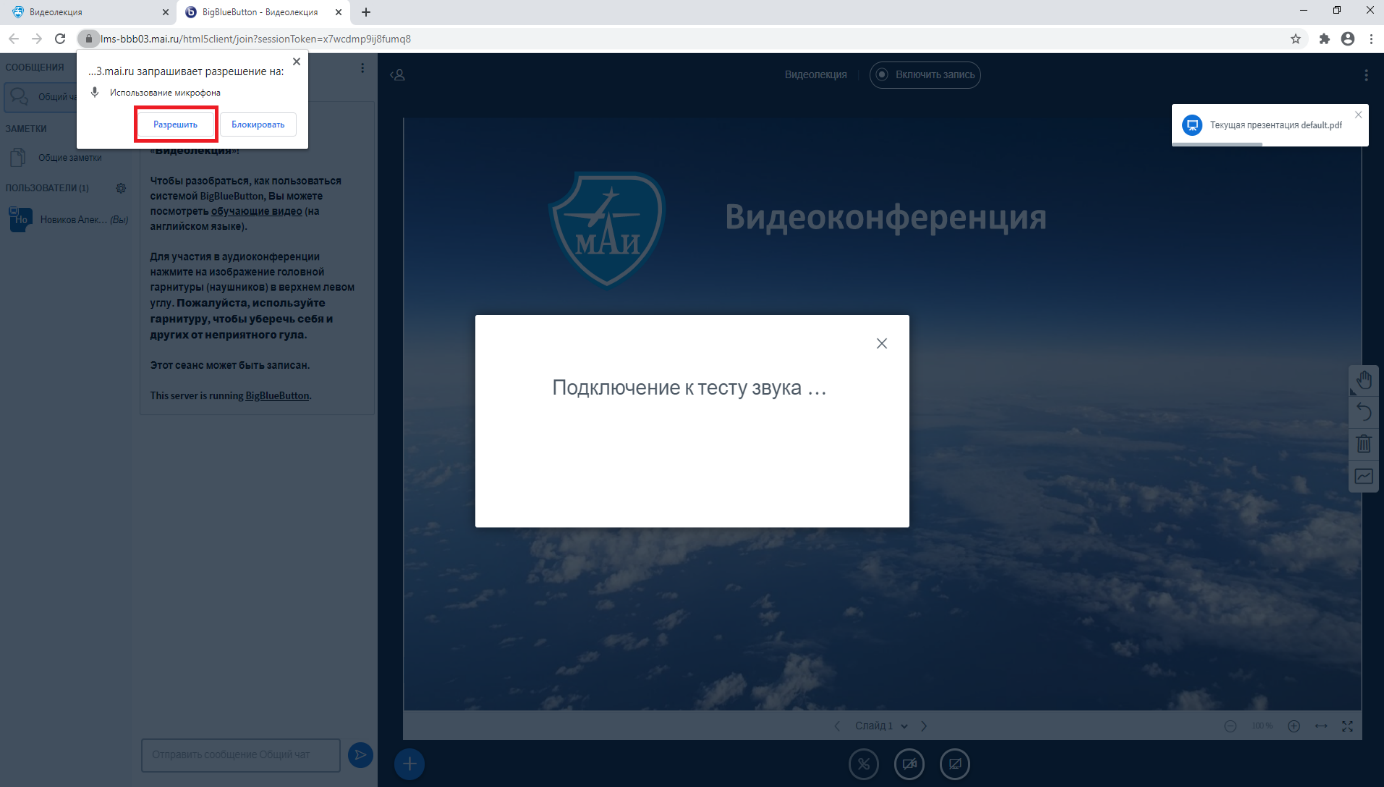 Видеолекция
BigBlueButton - Видеолекция
lms-bbb03.mai.ru/html5client/join?sessionToken=x7wcdmp9ij8fumq8
...3.mai.ru запрашивает разрешение на:
Использование микрофона
Разрешить
Блокировать
СООБЩЕНИЯ
Общий ча
ЗАМЕТКИ
Общие заметки
ПОЛЬЗОВАТЕЛИ (1)
Но
Новиков Алек... (Вы)
«Видеолекция»!
Чтобы разобраться, как пользоваться
системой BigBlueButton, Вы можете
посмотреть обучающие видео (на
английском языке).
Для участия в аудиоконференции
нажмите на изображение головной
гарнитуры (наушников) в верхнем левом
углу. Пожалуйста, используйте
гарнитуру, чтобы уберечь себя и
других от неприятного гула.
Этот сеанс может быть записан.
This server is running BigBlueButton.
Отправить сообщение Общий чат
Видеолекция
Включить запись
Текущая презентация default.pdf
МАИ
Видеоконференция
Подключение к тесту звука ...
Слайд 1
100 %